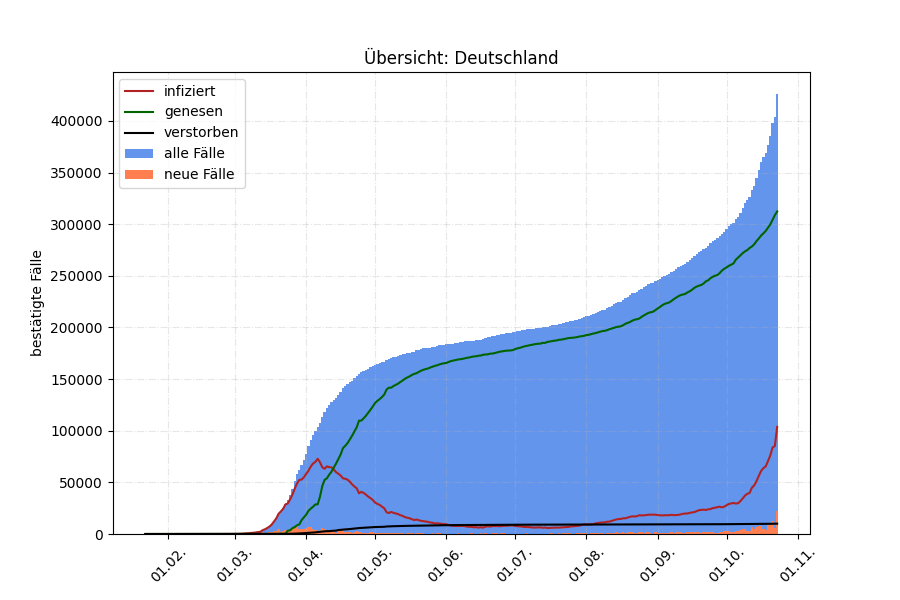 Übersicht: Deutschland
infiziert
genesen
verstorben
alle Fälle
neue Fälle
bestätigte Fälle
400000
350000
300000
250000
200000
150000
100000
50000
0
01.02.
01.03.
01.04.
01.05.
01.06.
01.07.
01.08.
01.09.
01.10.
01.11.